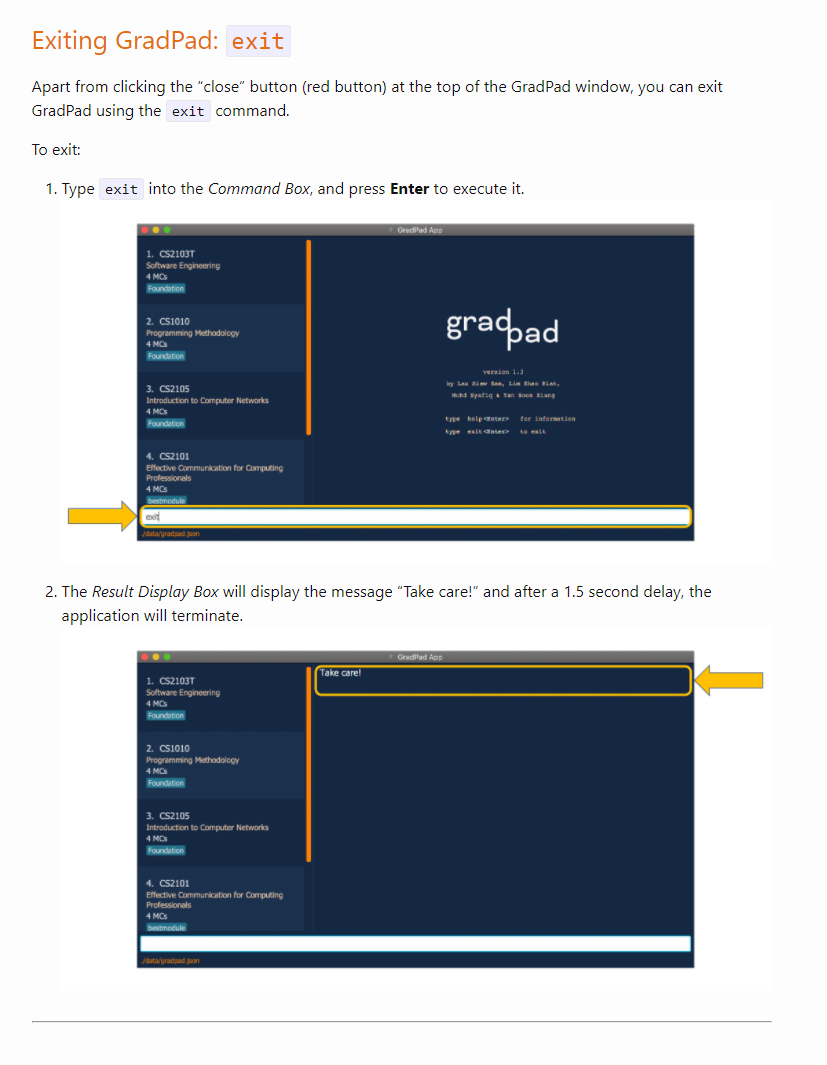 Exiting GradPad: exit
Apart from clicking the “close” button (red button) at the top of the GradPad window, you can exit
GradPad using the exit command.
To exit:
1. Type exit into the Command Box, and press Enter to execute it.
GradPad App
1. CS2103T
Software Engineering
4 MCs
Foundation
2. CS1010
Programming Methodology
4 MCs
Foundation
3. CS2105
Introduction to Computer Networks
4 MCs
Foundation
4. CS2101
Effective Communication for Computing
Professionals
4 MCs
bestmodule
gradpad
version 1.3
by Lao Siew Sam, Lim Shao Xiat,
Mohd Syafiq & Yan Soon Xiang
type help<Enter> for information
type exit<Enter> to exit
exit
./data/gradpad.json
2. The Result Display Box will display the message “Take care!” and after a 1.5 second delay, the
application will terminate.
GradPad App
Take care!
1. CS2103T
Software Engineering
4 MCs
Foundation
2. CS1010
Programming Methodology
4 MCs
Foundation
3. CS2105
Introduction to Computer Networks
4 MCs
Foundation
4. CS2101
Effective Communication for Computing
Professionals
4 MCs
bestmodule
./data/gradpad.json